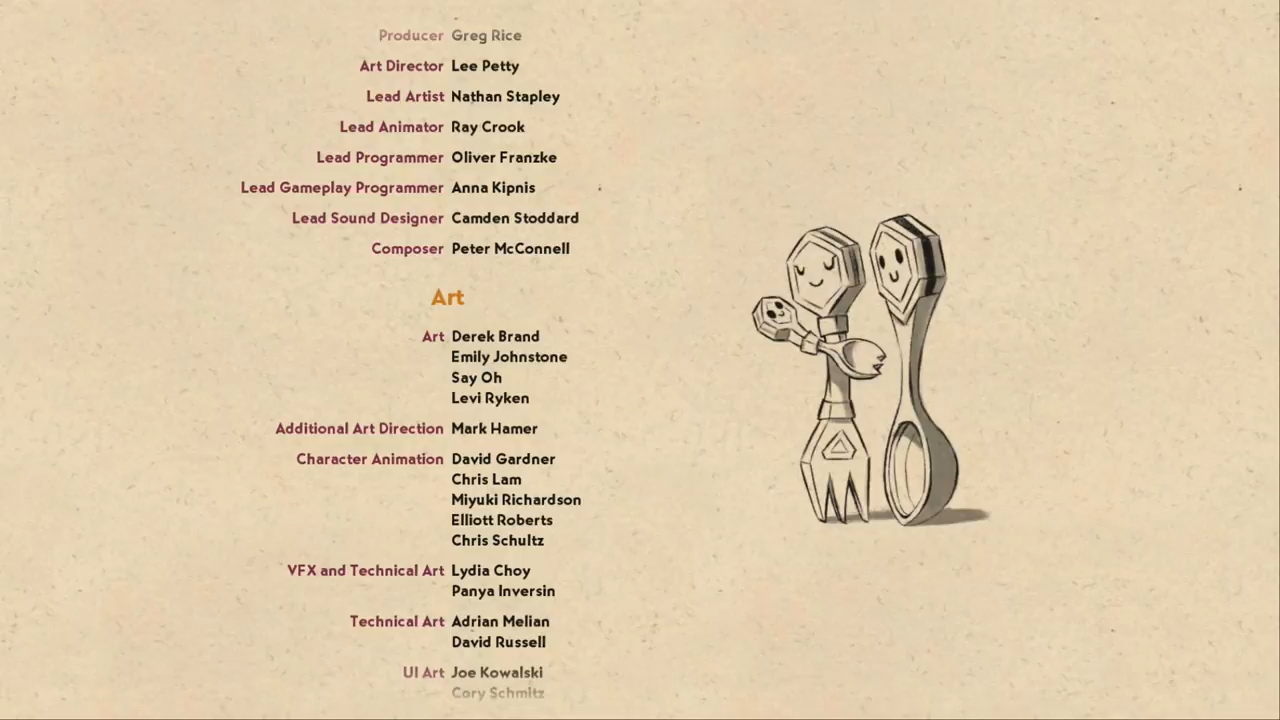 Producer Greg Rice
Art Director Lee Petty
Lead Artist Nathan Stapley
Lead Animator Ray Crook
Lead Programmer Oliver Franzke
Lead Gameplay Programmer Anna Kipnis
Lead Sound Designer Camden Stoddard
Composer Peter McConnell
Art
Art Derek Brand
Emily Johnstone
Say Oh
Levi Ryken
Additional Art Direction Mark Hamer
Character Animation David Gardner
Chris Lam
Miyuki Richardson
Elliott Roberts
Chris Schultz
VFX and Technical Art Lydia Choy
Panya Inversin
Technical Art Adrian Melian
David Russell
UI Art Joe Kowalski
Cory Schmitz